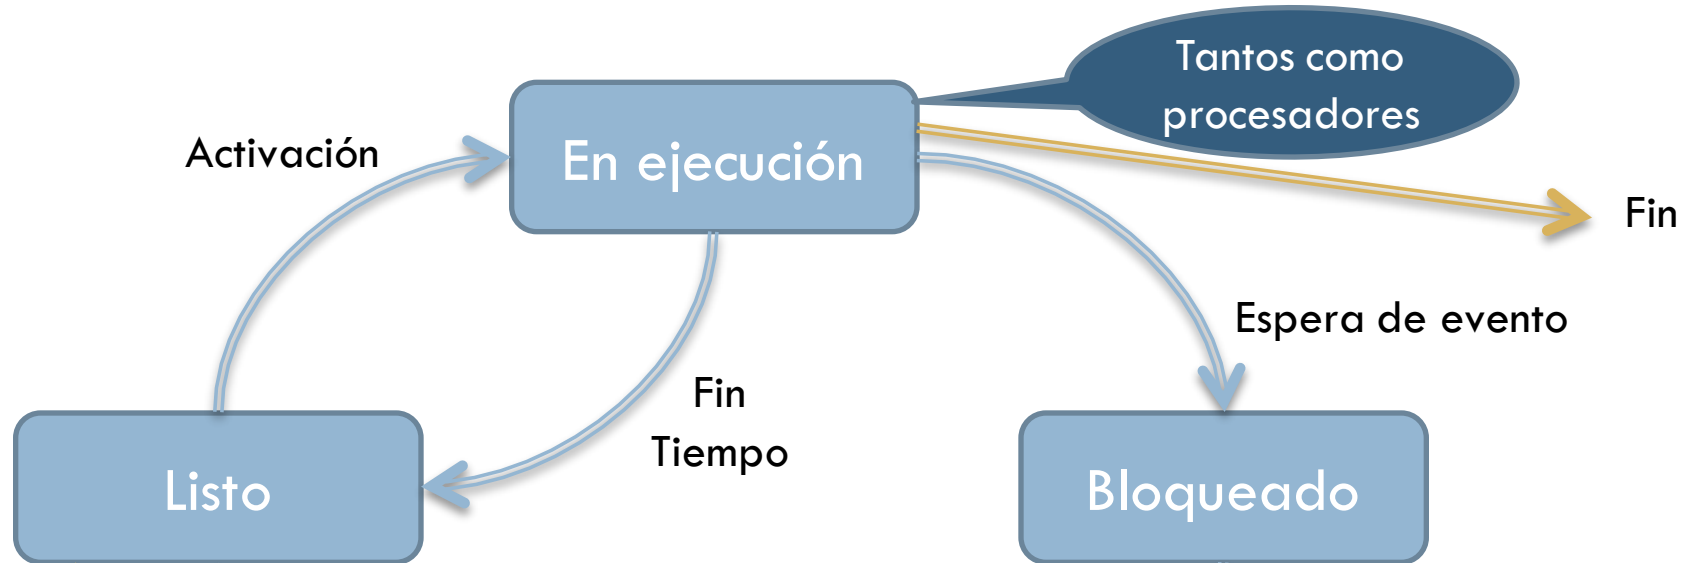 Tantos como
procesadores
Activación
En ejecución
Fin
Espera de evento
Fin
Tiempo
Listo
Bloqueado